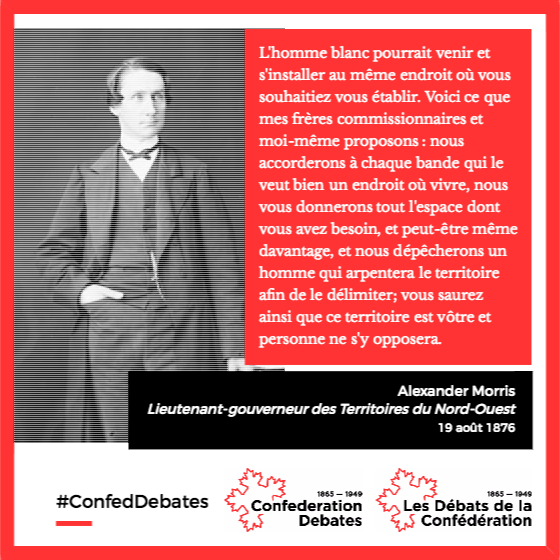 L'homme blanc pourrait venir et
s'installer au même endroit où vous
souhaitiez vous établir. Voici ce que
mes frères commissionnaires et
moi-même proposons : nous
accorderons à chaque bande qui le
veut bien un endroit où vivre, nous
vous donnerons tout l'espace dont
vous avez besoin, et peut-être même
davantage, et nous dépêcherons un
homme qui arpentera le territoire
afin de le délimiter; vous saurez
ainsi que ce territoire est vôtre et
personne ne s'y opposera.
Alexander Morris
Lieutenant-gouverneur des Territoires du Nord-Ouest
19 août 1876
#ConfedDebates
1865 — 1949
Confederation
Debates
1865 — 1949
Les Débats de la
Confédération